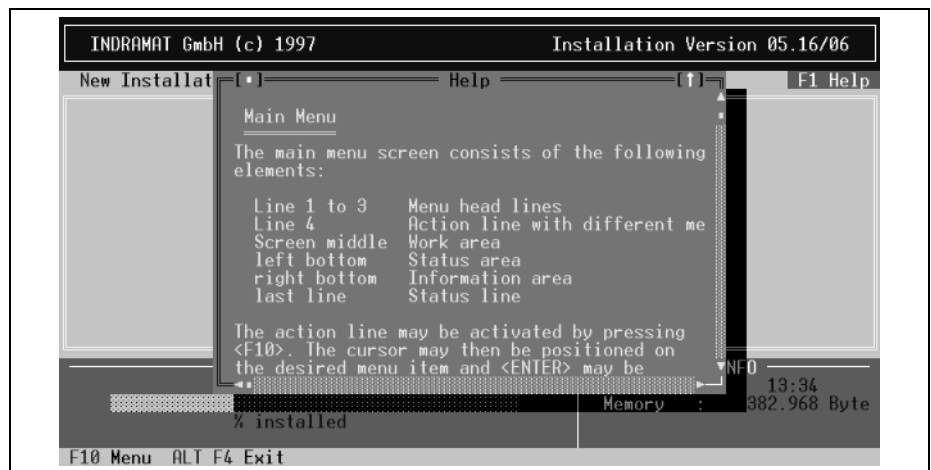 INDRAMAT GmbH (c) 1997 Installation Version 05.16/06
New Installat Help F1 Help
Main Menu
The main menu screen consists of the following
elements:
Line 1 to 3 Menu head lines
Line 4 Action line with different me
Screen middle Work area
left bottom Status area
right bottom Information area
last line Status line
The action line may be activated by pressing
<F10>. The cursor may then be positioned on
the desired menu item and <ENTER> may be
NFO
13:34
Memory : 382.968 Byte
% installed
F10 Menu ALT F4 Exit